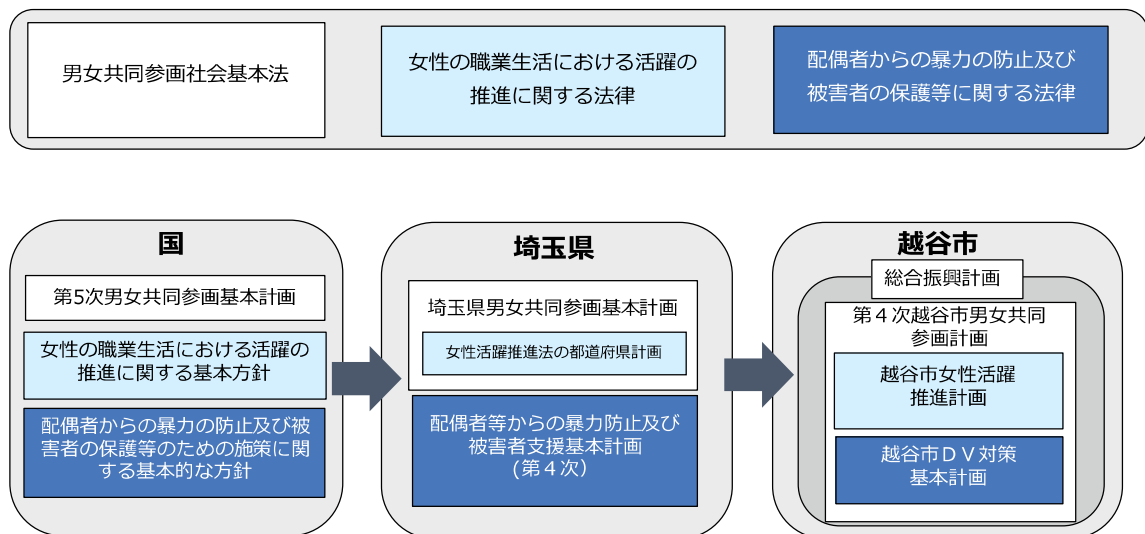 男女共同参画社会基本法
女性の職業生活における活躍の
推進に関する法律
配偶者からの暴力の防止及び
被害者の保護等に関する法律
国
第5次男女共同参画基本計画
女性の職業生活における活躍の
推進に関する基本方針
配偶者からの暴力の防止及び被
害者の保護等のための施策に関
する基本的な方針
埼玉県
埼玉県男女共同参画基本計画
女性活躍推進法の都道府県計画
配偶者等からの暴力防止及び
被害者支援基本計画
(第４次）
越谷市
総合振興計画
第４次越谷市男女共同
参画計画
越谷市女性活躍
推進計画
越谷市ＤＶ対策
基本計画